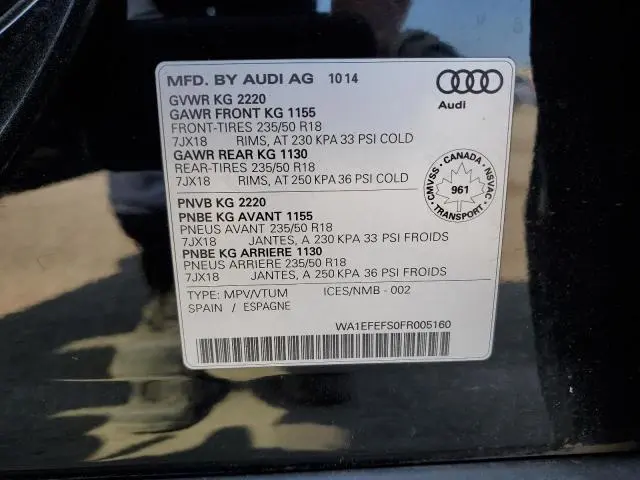 MFD. BY AUDI AG 10 14
Audi
GVWR KG 2220
GAWR FRONT KG 1155
FRONT-TIRES 235/50 R18
7JX18 RIMS, AT 230 KPA 33 PSI COLD
GAWR REAR KG 1130
REAR-TIRES 235/50 R18
7JX18 RIMS, AT 250 KPA 36 PSI COLD
CMVSS - CANADA - NSVAC
961
PNVB KG 2220
PNBE KG AVANT 1155
PNEUS AVANT 235/50 R18
7JX18 JANTES, A 230 KPA 33 PSI FROIDS
PNBE KG ARRIERE 1130
PNEUS ARRIERE 235/50 R18
7JX18 JANTES, A 250 KPA 36 PSI FROIDS
TYPE: MPV/VTUM ICES/NMB - 002
SPAIN / ESPAGNE
WA1EFEFS0FR005160